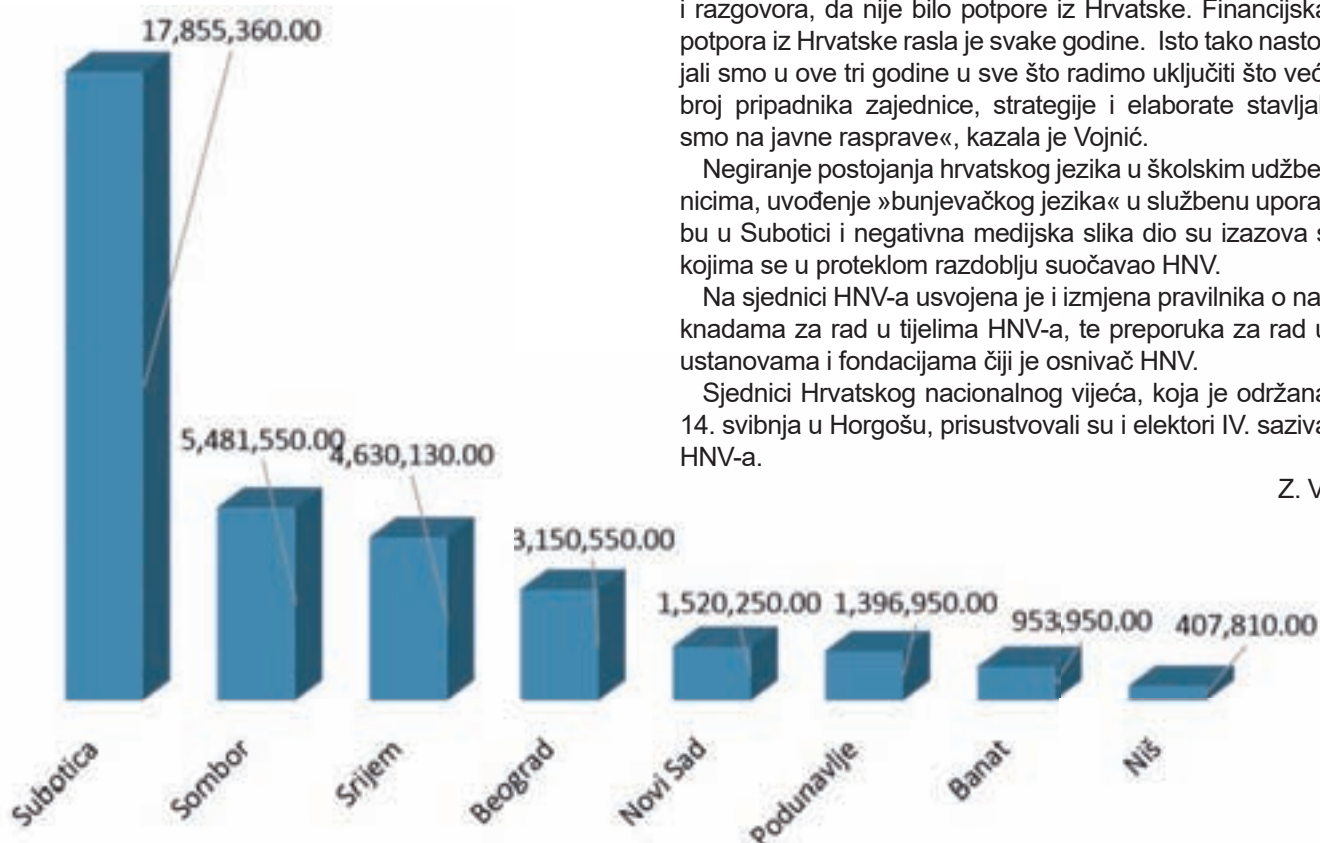 i razgovora, da nije bilo potpore iz Hrvatske. Financijska
potpora iz Hrvatske rasla je svake godine. Isto tako nasto
jali smo u ove tri godine u sve što radimo uključiti što već
broj pripadnika zajednice, strategije i elaborate stavljal
smo na javne rasprave«, kazala je Vojnić.
Negiranje postojanja hrvatskog jezika u školskim udžbe
nicima, uvođenje »bunjevačkog jezika« u službenu upora
bu u Subotici i negativna medijska slika dio su izazova s
kojima se u proteklom razdoblju suočavao HNV.
Na sjednici HNV-a usvojena je i izmjena pravilnika o na
knadama za rad u tijelima HNV-a, te preporuka za rad u
ustanovama i fondacijama čiji je osnivač HNV.
Sjednici Hrvatskog nacionalnog vijeća, koja je održana
14. svibnja u Horgošu, prisustvovali su i elektori IV. saziva
HNV-a.
Z. V
17,855,360.00
5,481,550.00
4,630,130.00
3,150,550.00
1,520,250.00
1,396,950.00
953,950.00
407,810.00
Subotica
Sombor
Srijem
Beograd
Novi Sad
Podunavlje
Banat
Niš